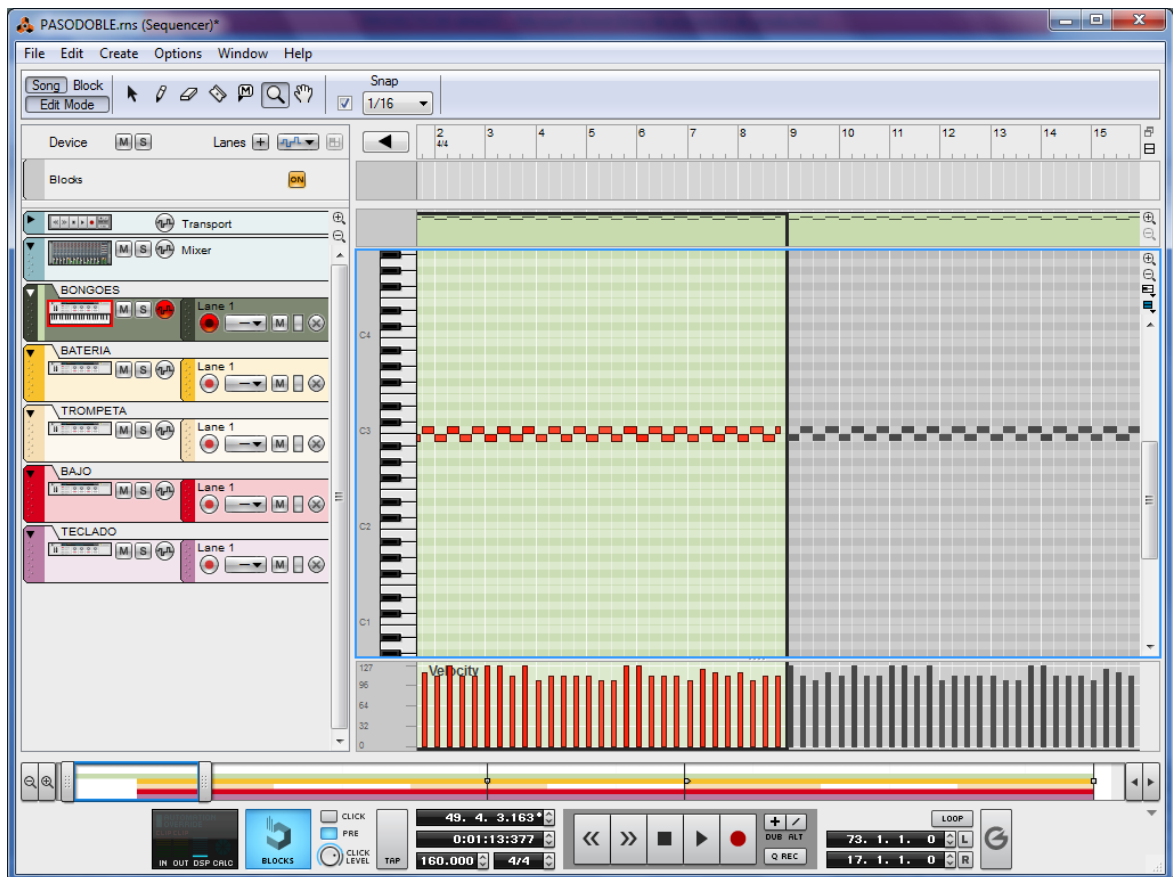 PASODOBLE.rns (Sequencer)*
File Edit Create Options Window Help
Song Block
Edit Mode
M
Snap
1/16
Device M S Lanes
2 3 4 5 6 7 8 9 10 11 12 13 14 15
4/4
Blocks ON
Transport
M S Mixer
BONGOES
M S Lane 1
M
BATERIA
M S Lane 1
M
TROMPETA
M S Lane 1
M
BAJO
M S Lane 1
M
TECLADO
M S Lane 1
M
C4
C3
C2
C1
Velocity
127
96
64
32
0
IN OUT DSP CALC
BLOCKS
CLICK
PRE
CLICK
LEVEL
TAP
49. 4. 3.163*
0:01:13:377
160.000 4/4
DUB ALT
Q REC
LOOP
73. 1. 1. 0 L
17. 1. 1. 0 R